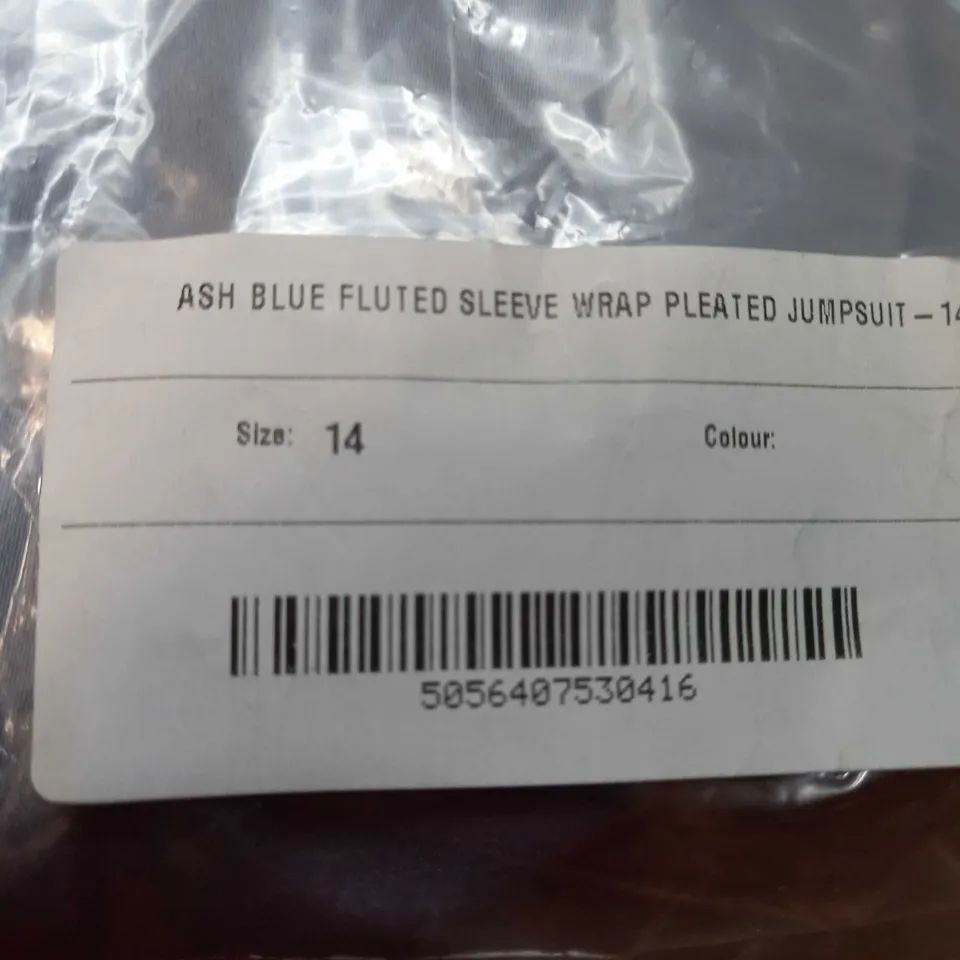 ASH BLUE FLUTED SLEEVE WRAP PLEATED JUMPSUIT – 14
Size: 14 Colour:
5056407530416